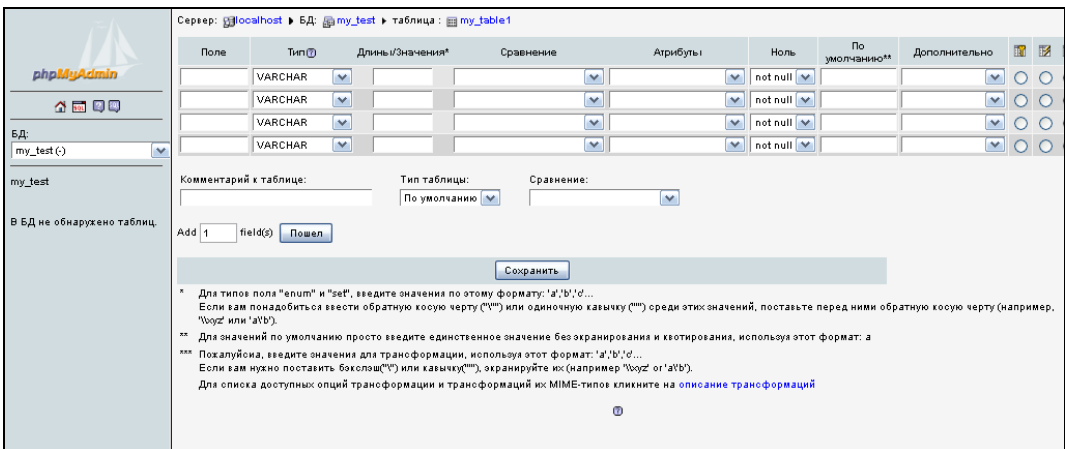 phpMyAdmin
SQL
БД:
my_test (-)
my_test
В БД не обнаружено таблиц.
Сервер: localhost ▶ БД: my_test ▶ таблица : my_table1
Поле Тип Длины/Значения* Сравнение Атрибуты Ноль По умолчанию** Дополнительно
VARCHAR not null
VARCHAR not null
VARCHAR not null
VARCHAR not null
Комментарий к таблице: Тип таблицы: Сравнение:
По умолчанию
Add 1 field(s) Пошел
Сохранить
* Для типов поля "enum" и "set", введите значения по этому формату: 'a','b','c'...
Если вам понадобиться ввести обратную косую черту ("\"") или одиночную кавычку ("'") среди этих значений, поставьте перед ними обратную косую черту (например,
'\\xyz' или 'a\'b').
** Для значений по умолчанию просто введите единственное значение без экранирования и квотирования, используя этот формат: a
*** Пожалуйсиа, введите значения для трансформации, используя этот формат: 'a','b','c'...
Если вам нужно поставить бэкслэш("\") или кавычку("'"), экранируйте их (например '\\xyz' or 'a\'b').
Для списка доступных опций трансформации и трансформаций их MIME-типов кликните на описание трансформаций